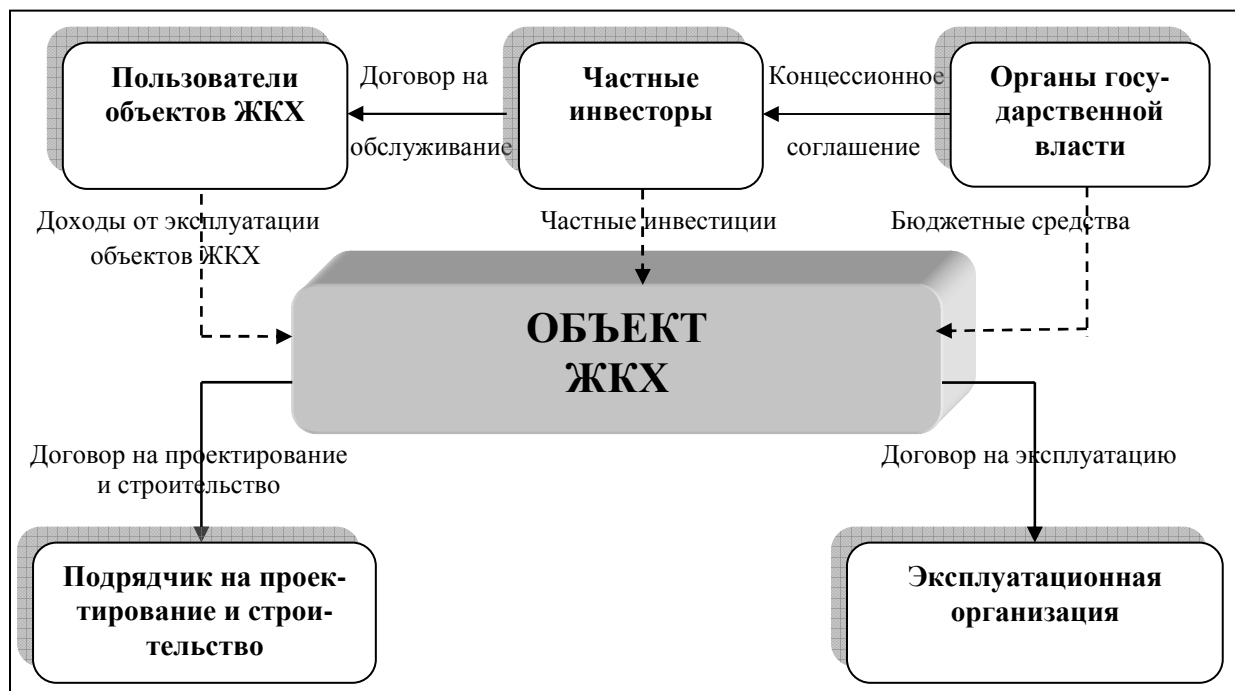 Пользователи
объектов ЖКХ
Договор на
обслуживание
Частные
инвесторы
Концессионное
соглашение
Органы госу-
дарственной
власти
Доходы от эксплуатации
объектов ЖКХ
Частные инвестиции
Бюджетные средства
ОБЪЕКТ
ЖКХ
Договор на проектирование
и строительство
Договор на эксплуатацию
Подрядчик на проек-
тирование и строи-
тельство
Эксплуатационная
организация